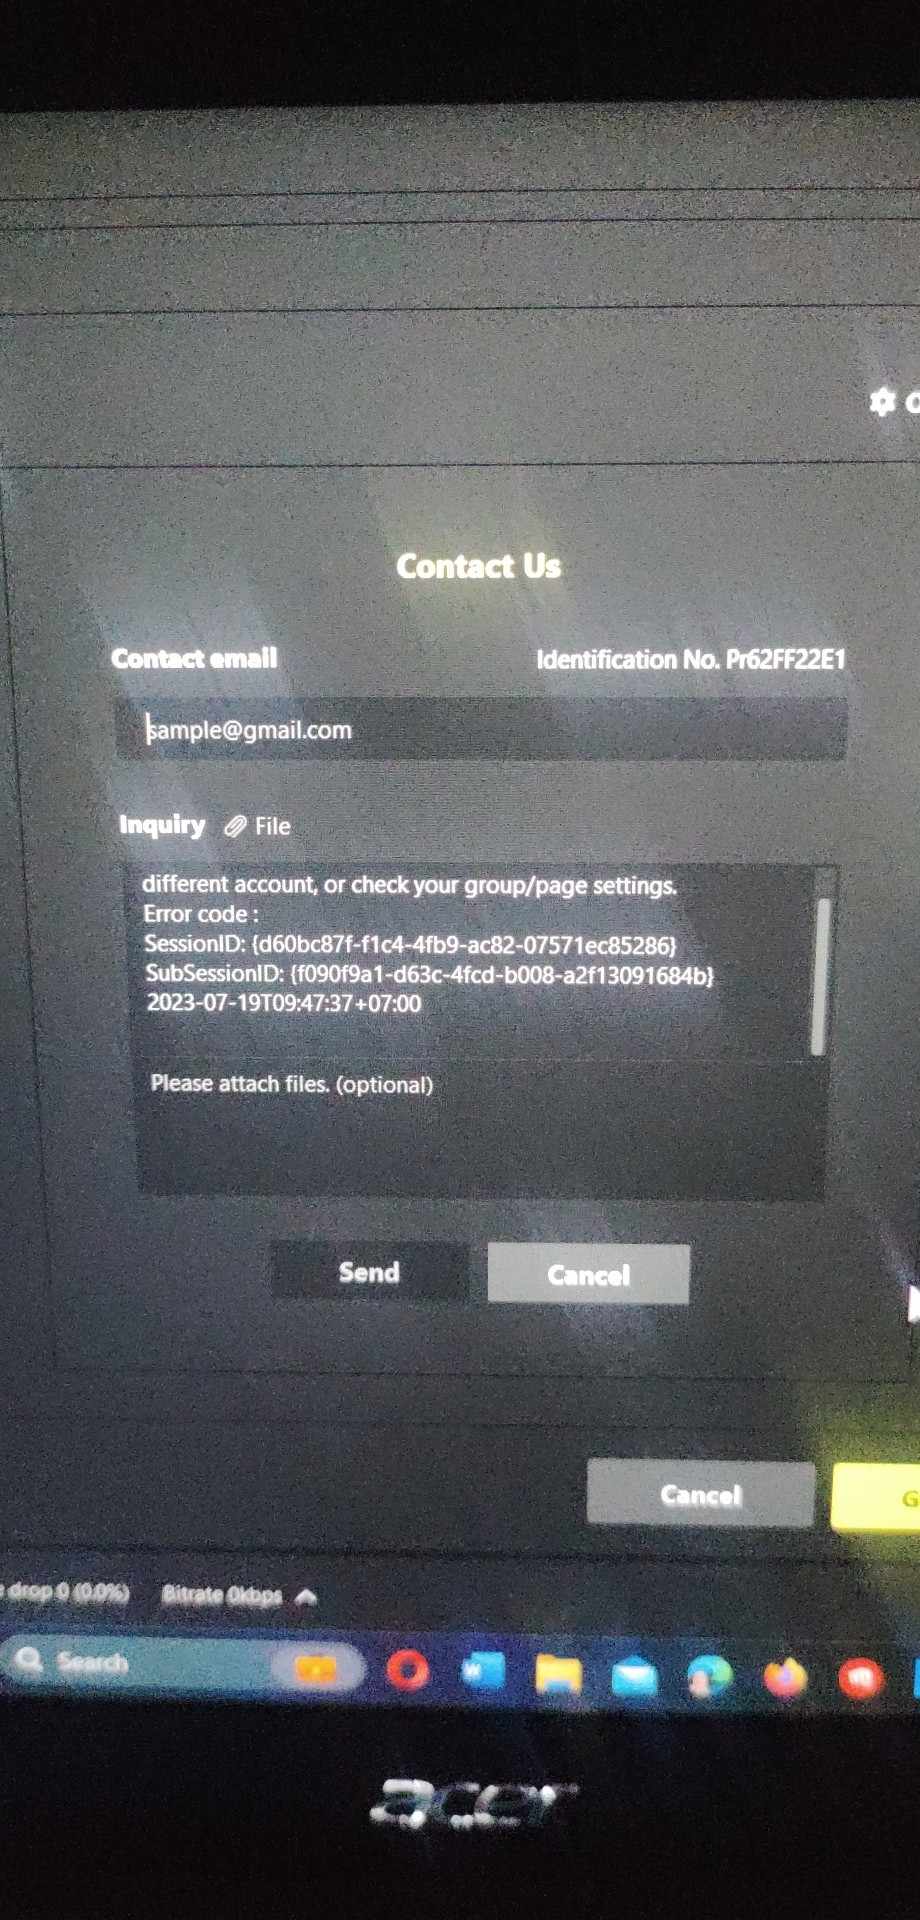 Contact Us
Contact email
Identification No. Pr62FF22E1
sample@gmail.com
Inquiry File
different account, or check your group/page settings.
Error code :
SessionID: {d60bc87f-f1c4-4fb9-ac82-07571ec85286}
SubSessionID: {f090f9a1-d63c-4fcd-b008-a2f13091684b}
2023-07-19T09:47:37+07:00
Please attach files. (optional)
Send
Cancel
Cancel
G
drop 0 (0.0%) Bitrate 0kbps
Search
acer